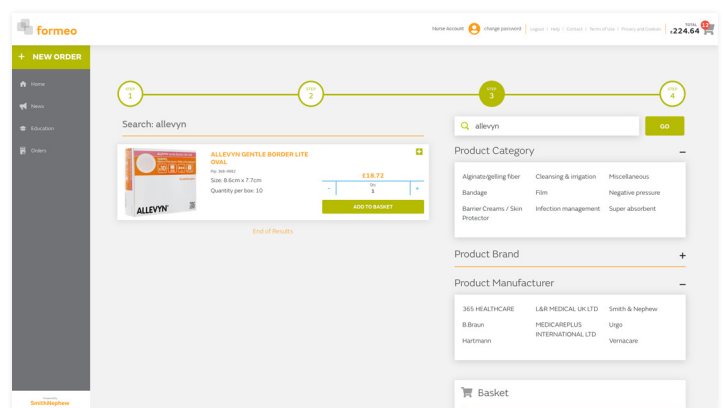 formeo
Nurse Account
change password
Logout | Help | Contact | Terms of Use | Privacy and Cookies
TOTAL
£224.64
12
+ NEW ORDER
Home
News
Education
Orders
STEP
1
STEP
2
STEP
3
STEP
4
Search: allevyn
allevyn
GO
ALLEVYN GENTLE BORDER LITE
OVAL
Size: 8.6cm x 7.7cm
Quantity per box: 10
£18.72
-
Qty
1
+
ADD TO BASKET
ALLEVYN
End of Results
Product Category
Alginate/gelling fiber
Cleansing & irrigation
Miscellaneous
Bandage
Film
Negative pressure
Barrier Creams / Skin
Protector
Infection management
Super absorbent
Product Brand
Product Manufacturer
365 HEALTHCARE
L&R MEDICAL UK LTD
Smith & Nephew
B.Braun
MEDICAREPLUS
INTERNATIONAL LTD
Urgo
Hartmann
Vernacare
Basket
SmithNephew